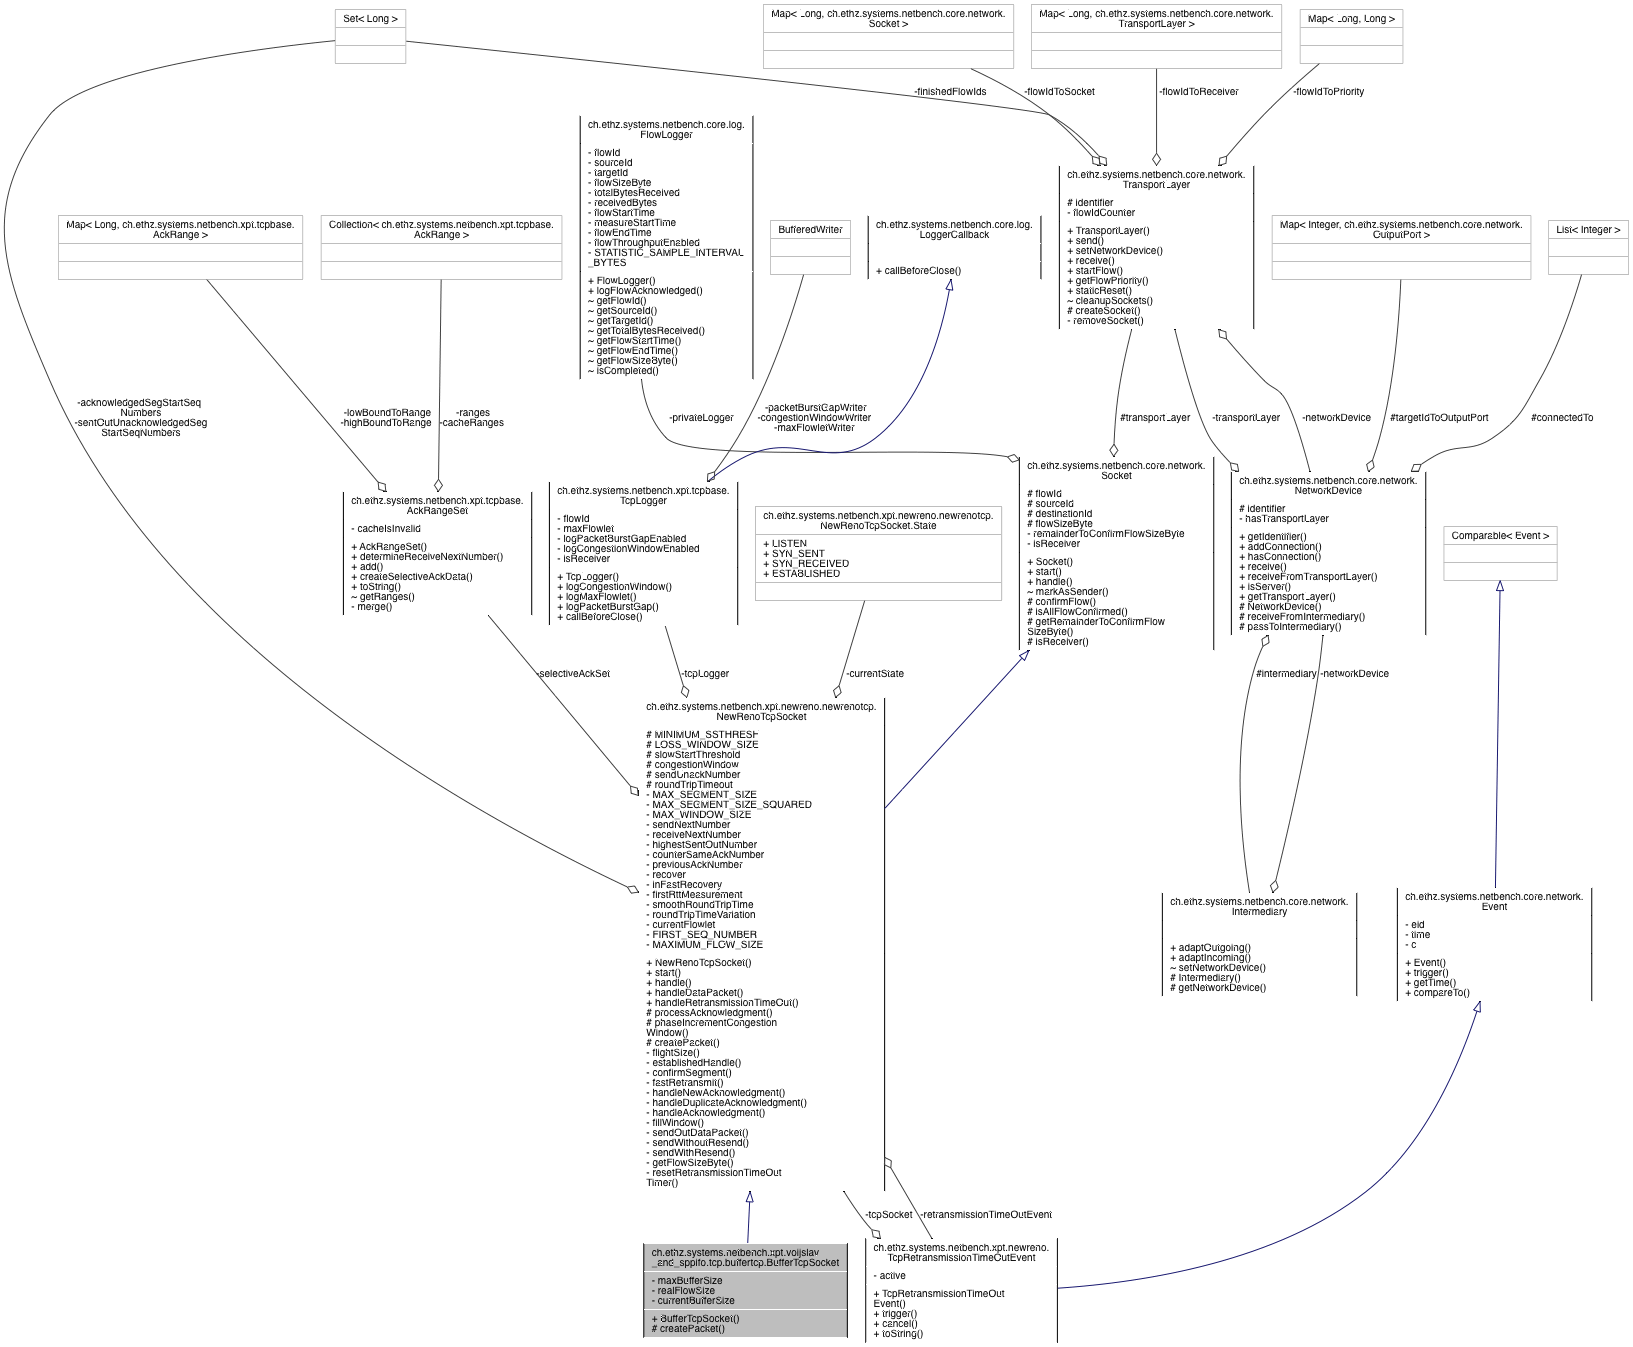 Set< Long >
Map< Long, ch.ethz.systems.netbench.core.network.
Socket >
Map< Long, ch.ethz.systems.netbench.core.network.
TransportLayer >
Map< Long, Long >
-finishedFlowIds
-flowIdToSocket
-flowIdToReceiver
-flowIdToPriority
ch.ethz.systems.netbench.core.log.
FlowLogger
- flowId
- sourceId
- targetId
- flowSizeByte
- totalBytesReceived
- receivedBytes
- flowStartTime
- measureStartTime
- flowEndTime
- flowThroughputEnabled
- STATISTIC_SAMPLE_INTERVAL
_BYTES
+ FlowLogger()
+ logFlowAcknowledged()
~ getFlowId()
~ getSourceId()
~ getTargetId()
~ getTotalBytesReceived()
~ getFlowStartTime()
~ getFlowEndTime()
~ getFlowSizeByte()
~ isCompleted()
ch.ethz.systems.netbench.core.network.
TransportLayer
# identifier
- flowIdCounter
+ TransportLayer()
+ send()
+ setNetworkDevice()
+ receive()
+ startFlow()
+ getFlowPriority()
+ staticReset()
~ cleanupSockets()
# createSocket()
- removeSocket()
Map< Long, ch.ethz.systems.netbench.xpt.tcpbase.
AckRange >
Collection< ch.ethz.systems.netbench.xpt.tcpbase.
AckRange >
BufferedWriter
ch.ethz.systems.netbench.core.log.
LoggerCallback
+ callBeforeClose()
Map< Integer, ch.ethz.systems.netbench.core.network.
OutputPort >
List< Integer >
-acknowledgedSegStartSeq
Numbers
-sentOutUnacknowledgedSeg
StartSeqNumbers
-lowBoundToRange
-highBoundToRange
-ranges
-cacheRanges
-privateLogger
-packetBurstGapWriter
-congestionWindowWriter
-maxFlowletWriter
#transportLayer
-transportLayer
-networkDevice
#targetIdToOutputPort
#connectedTo
ch.ethz.systems.netbench.xpt.tcpbase.
AckRangeSet
- cacheIsInvalid
+ AckRangeSet()
+ determineReceiveNextNumber()
+ add()
+ createSelectiveAckData()
+ toString()
~ getRanges()
- merge()
ch.ethz.systems.netbench.xpt.tcpbase.
TcpLogger
- flowId
- maxFlowlet
- logPacketBurstGapEnabled
- logCongestionWindowEnabled
- isReceiver
+ TcpLogger()
+ logCongestionWindow()
+ logMaxFlowlet()
+ logPacketBurstGap()
+ callBeforeClose()
ch.ethz.systems.netbench.xpt.newreno.newrenotcp.
NewRenoTcpSocket.State
+ LISTEN
+ SYN_SENT
+ SYN_RECEIVED
+ ESTABLISHED
ch.ethz.systems.netbench.core.network.
Socket
# flowId
# sourceId
# destinationId
# flowSizeByte
- remainderToConfirmFlowSizeByte
- isReceiver
+ Socket()
+ start()
+ handle()
~ markAsSender()
# confirmFlow()
# isAllFlowConfirmed()
# getRemainderToConfirmFlow
SizeByte()
# isReceiver()
ch.ethz.systems.netbench.core.network.
NetworkDevice
# identifier
- hasTransportLayer
+ getIdentifier()
+ addConnection()
+ hasConnection()
+ receive()
+ receiveFromTransportLayer()
+ isServer()
+ getTransportLayer()
# NetworkDevice()
# receiveFromIntermediary()
# passToIntermediary()
Comparable< Event >
-selectiveAckSet
-tcpLogger
-currentState
#intermediary
-networkDevice
ch.ethz.systems.netbench.xpt.newreno.newrenotcp.
NewRenoTcpSocket
# MINIMUM_SSTHRESH
# LOSS_WINDOW_SIZE
# slowStartThreshold
# congestionWindow
# sendUnackNumber
# roundTripTimeout
- MAX_SEGMENT_SIZE
- MAX_SEGMENT_SIZE_SQUARED
- MAX_WINDOW_SIZE
- sendNextNumber
- receiveNextNumber
- highestSentOutNumber
- counterSameAckNumber
- previousAckNumber
- recover
- inFastRecovery
- firstRttMeasurement
- smoothRoundTripTime
- roundTripTimeVariation
- currentFlowlet
- FIRST_SEQ_NUMBER
- MAXIMUM_FLOW_SIZE
+ NewRenoTcpSocket()
+ start()
+ handle()
+ handleDataPacket()
+ handleRetransmissionTimeOut()
# processAcknowledgment()
# phaseIncrementCongestion
Window()
# createPacket()
- flightSize()
- establishedHandle()
- confirmSegment()
- fastRetransmit()
- handleNewAcknowledgment()
- handleDuplicateAcknowledgment()
- handleAcknowledgment()
- fillWindow()
- sendOutDataPacket()
- sendWithoutResend()
- sendWithResend()
- getFlowSizeByte()
- resetRetransmissionTimeOut
Timer()
ch.ethz.systems.netbench.core.network.
Intermediary
+ adaptOutgoing()
+ adaptIncoming()
~ setNetworkDevice()
# Intermediary()
# getNetworkDevice()
ch.ethz.systems.netbench.core.network.
Event
- eid
- time
- c
+ Event()
+ trigger()
+ getTime()
+ compareTo()
-tcpSocket
-retransmissionTimeOutEvent
ch.ethz.systems.netbench.xpt.voijslav
_and_sppifo.tcp.buffertcp.BufferTcpSocket
- maxBufferSize
- realFlowSize
- currentBufferSize
+ BufferTcpSocket()
# createPacket()
ch.ethz.systems.netbench.xpt.newreno.
TcpRetransmissionTimeOutEvent
- active
+ TcpRetransmissionTimeOut
Event()
+ trigger()
+ cancel()
+ toString()